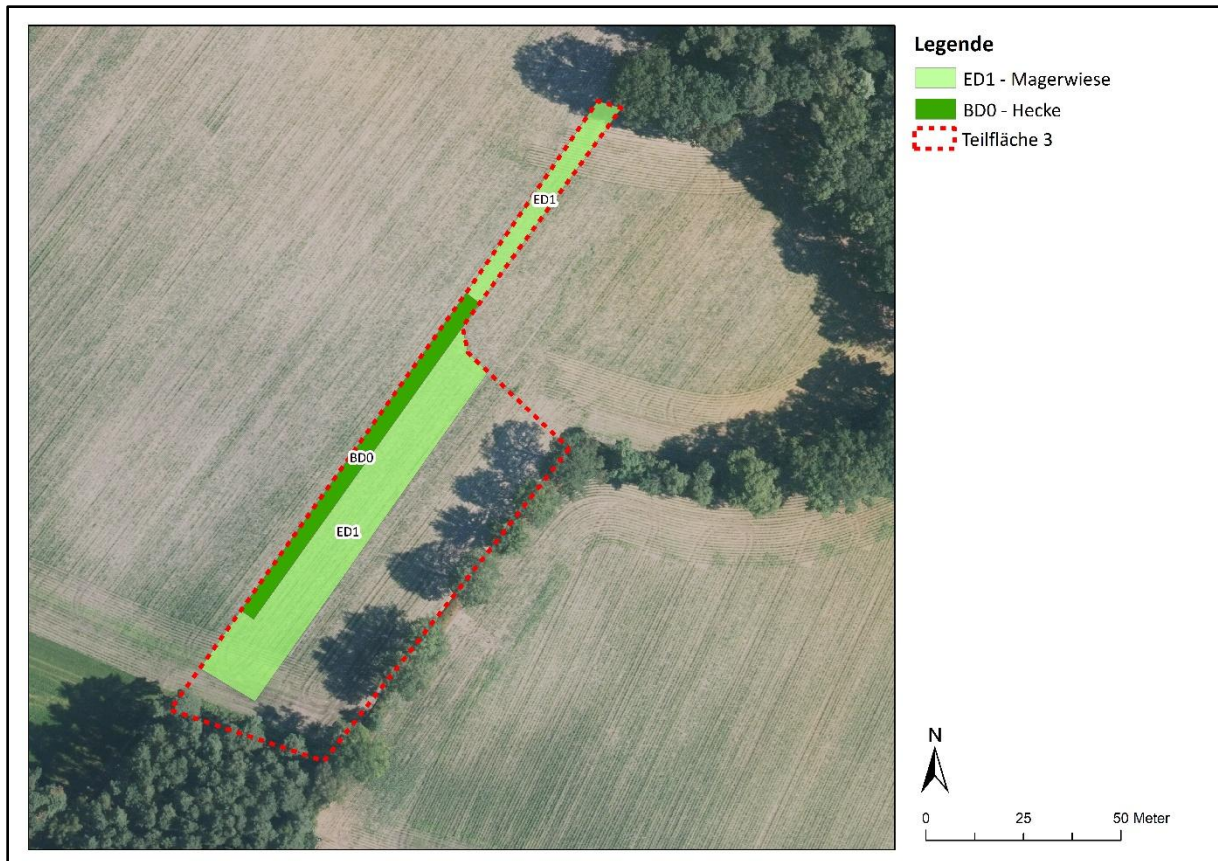 Legende
ED1 - Magerwiese
BD0 - Hecke
Teilfläche 3
ED1
BD0
ED1
N
0 25 50 Meter